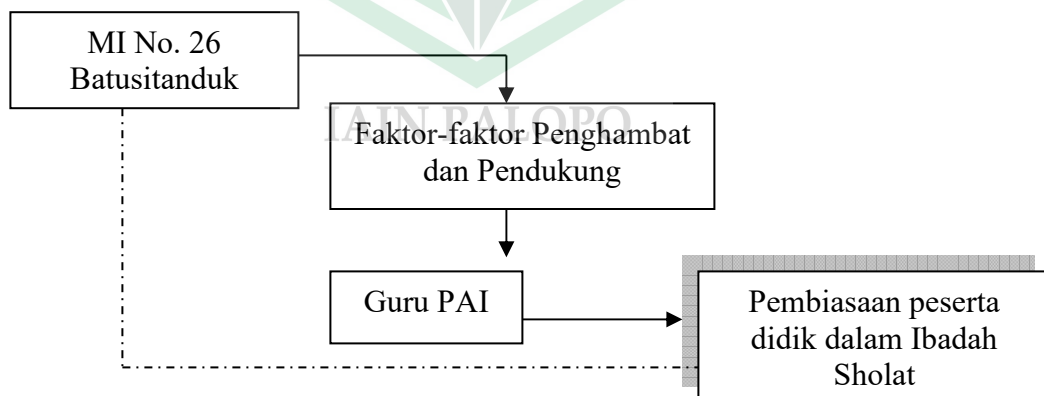 MI No. 26
Batusitanduk
IAIN PALOPO
Faktor-faktor Penghambat
dan Pendukung
Guru PAI
Pembiasaan peserta
didik dalam Ibadah
Sholat